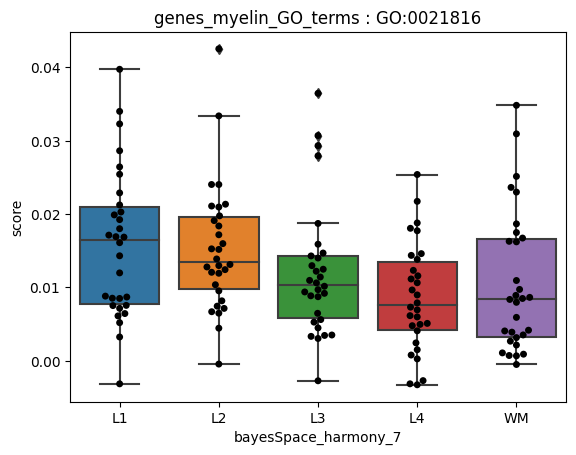 genes_myelin_GO_terms : GO:0021816
0.04
0.03
0.02
0.01
0.00
score
L1 L2 L3 L4 WM
bayesSpace_harmony_7